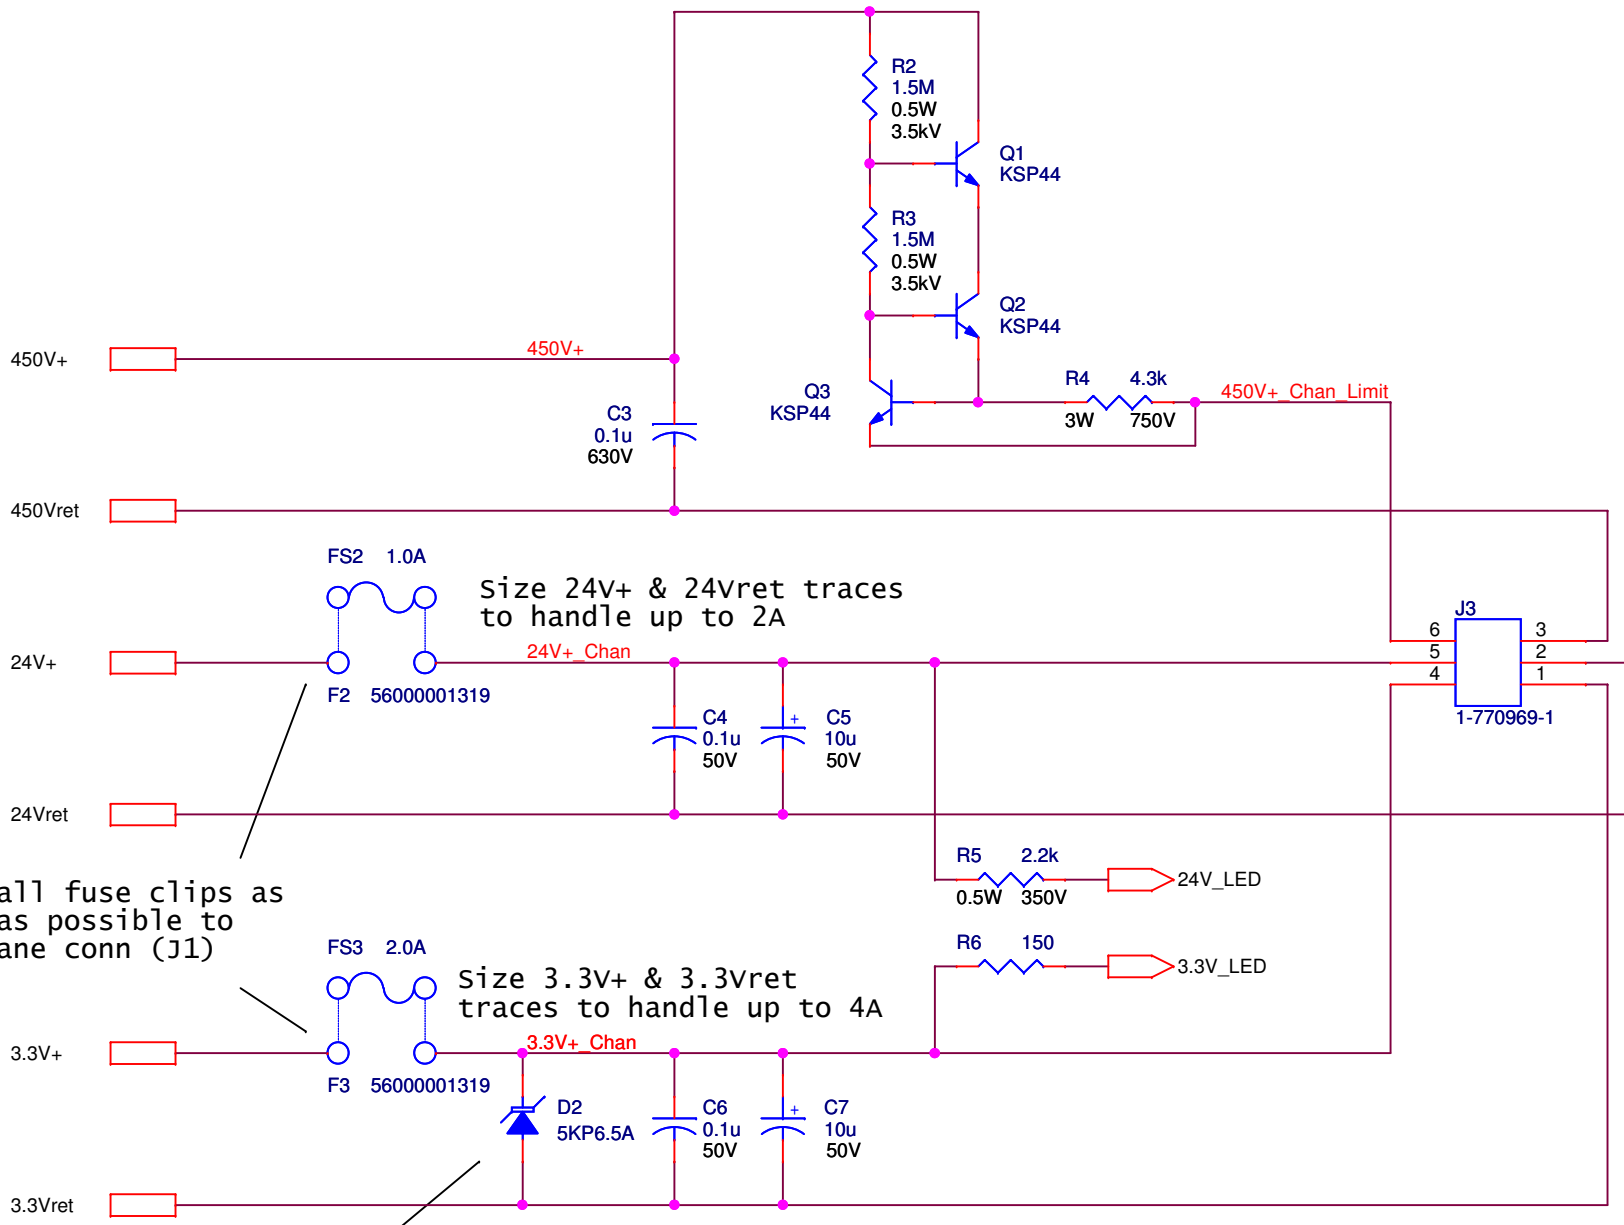 R2
1.5M
0.5W
3.5kV
Q1
KSP44
R3
1.5M
0.5W
3.5kV
Q2
KSP44
450V+
450V+
Q3
KSP44
R4 4.3k
3W 750V
450V+_Chan_Limit
C3
0.1u
630V
450Vret
FS2 1.0A
Size 24V+ & 24Vret traces
to handle up to 2A
24V+
24V+_Chan
F2 56000001319
J3
6 3
5 2
4 1
1-770969-1
C4
0.1u
50V
+
C5
10u
50V
24Vret
R5 2.2k
0.5W 350V
24V_LED
all fuse clips as
as possible to
ane conn (J1)
R6 150
3.3V_LED
FS3 2.0A
Size 3.3V+ & 3.3Vret
traces to handle up to 4A
3.3V+
3.3V+_Chan
F3 56000001319
D2
5KP6.5A
C6
0.1u
50V
+
C7
10u
50V
3.3Vret